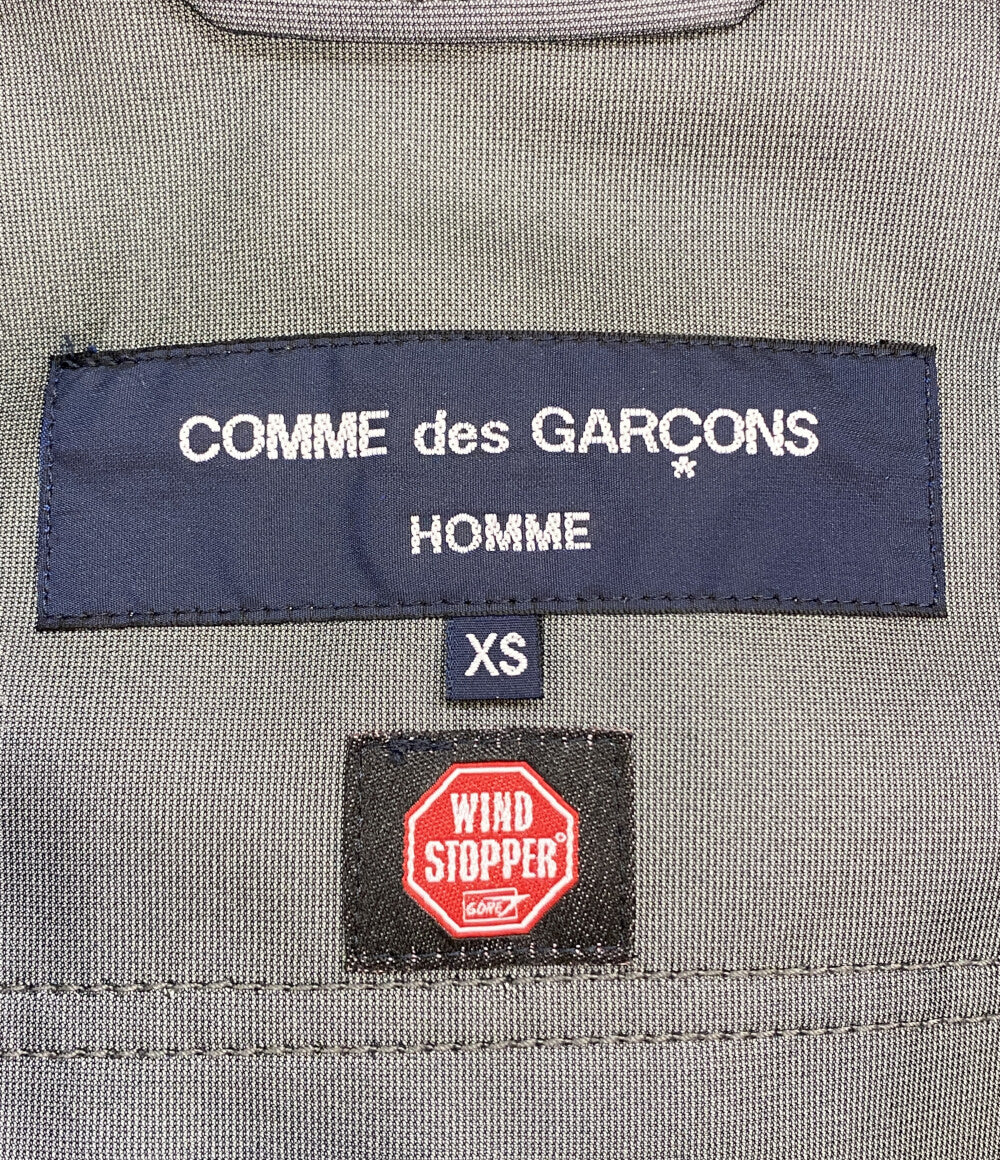 COMME des GARÇONS
HOMME
XS
WIND
STOPPER
GORE